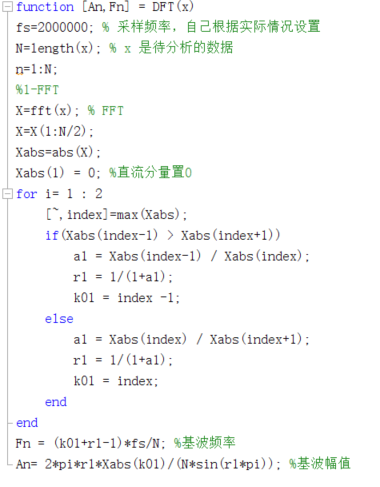 function [An,Fn] = DFT(x)
fs=2000000; % 采样频率，自己根据实际情况设置
N=length(x); % x 是待分析的数据
n=1:N;
%1-FFT
X=fft(x); % FFT
X=X(1:N/2);
Xabs=abs(X);
Xabs(1) = 0; %直流分量置0
for i= 1 : 2
[~,index]=max(Xabs);
if(Xabs(index-1) > Xabs(index+1))
a1 = Xabs(index-1) / Xabs(index);
r1 = 1/(1+a1);
k01 = index -1;
else
a1 = Xabs(index) / Xabs(index+1);
r1 = 1/(1+a1);
k01 = index;
end
end
Fn = (k01+r1-1)*fs/N; %基波频率
An= 2*pi*r1*Xabs(k01)/(N*sin(r1*pi)); %基波幅值